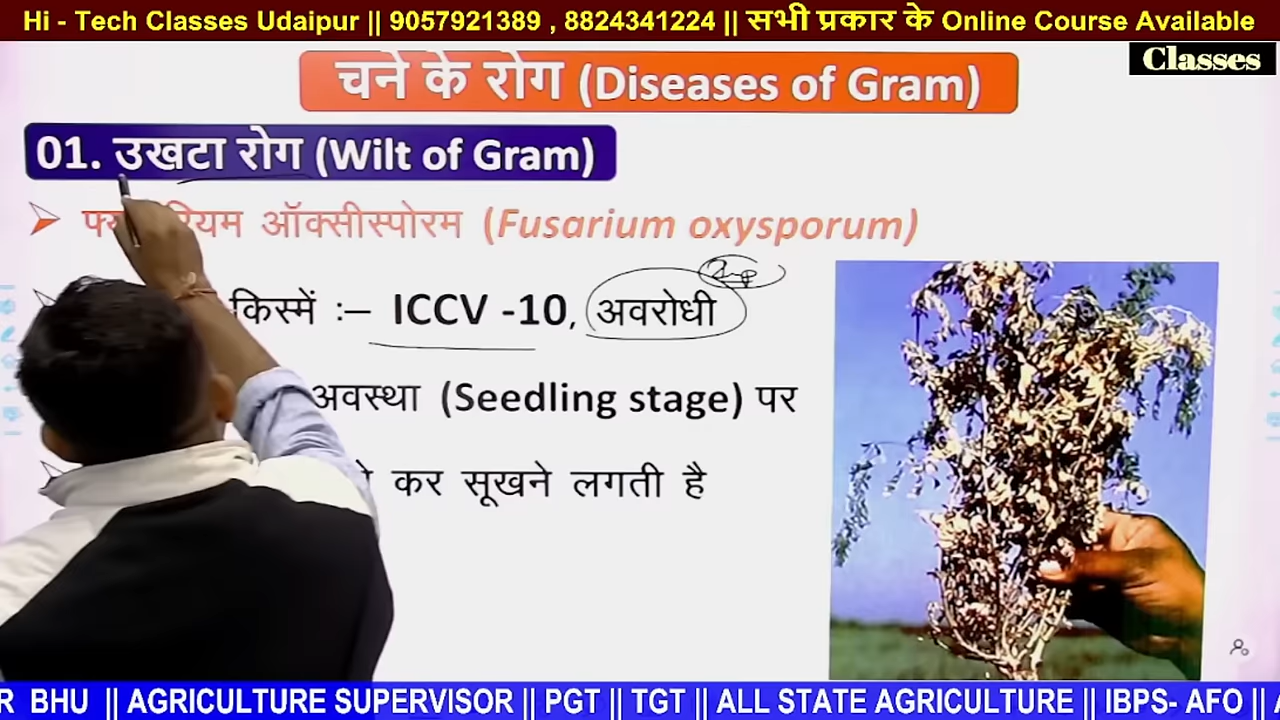 Hi - Tech Classes Udaipur || 9057921389 , 8824341224 || सभी प्रकार के Online Course Available
Classes
चने के रोग (Diseases of Gram)
01. उखटा रोग (Wilt of Gram)
ऑक्सीस्पोरम (Fusarium oxysporum)
किस्में :– ICCV -10, अवरोधी
Imp
अवस्था (Seedling stage) पर
कर सूखने लगती है
R BHU || AGRICULTURE SUPERVISOR || PGT || TGT || ALL STATE AGRICULTURE || IBPS- AFO ||